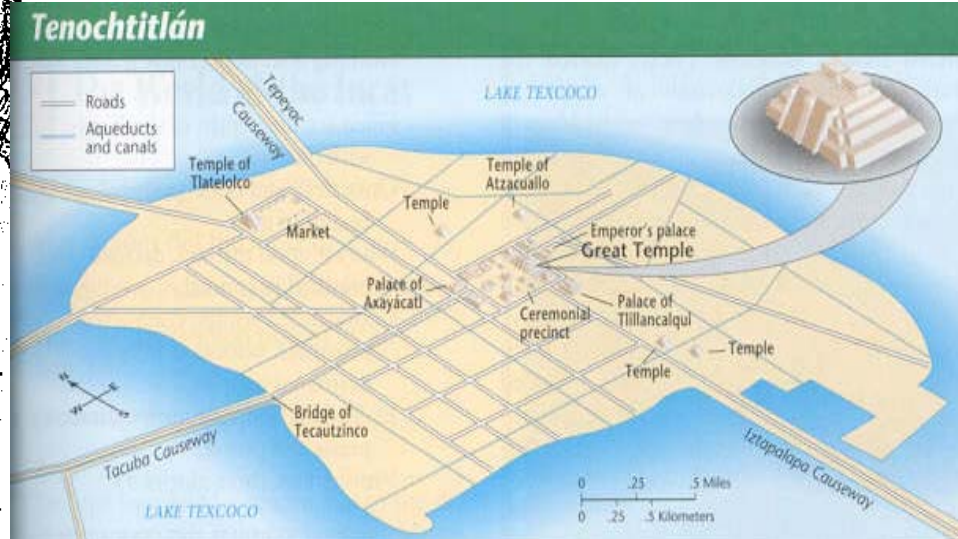 Tenochtitlán
Roads
Aqueducts
and canals
Tepeyac
Causeway
LAKE TEXCOCO
Temple of
Tlatelolco
Market
Temple
Temple of
Atzacuallo
Emperor's palace
Great Temple
Palace of
Axayácatl
Ceremonial
precinct
Palace of
Tlillancalqui
Temple
Temple
N
E
W
S
Bridge of
Tecautzinco
Tacuba Causeway
LAKE TEXCOCO
Iztapalapa Causeway
0 .25 .5 Miles
0 .25 .5 Kilometers